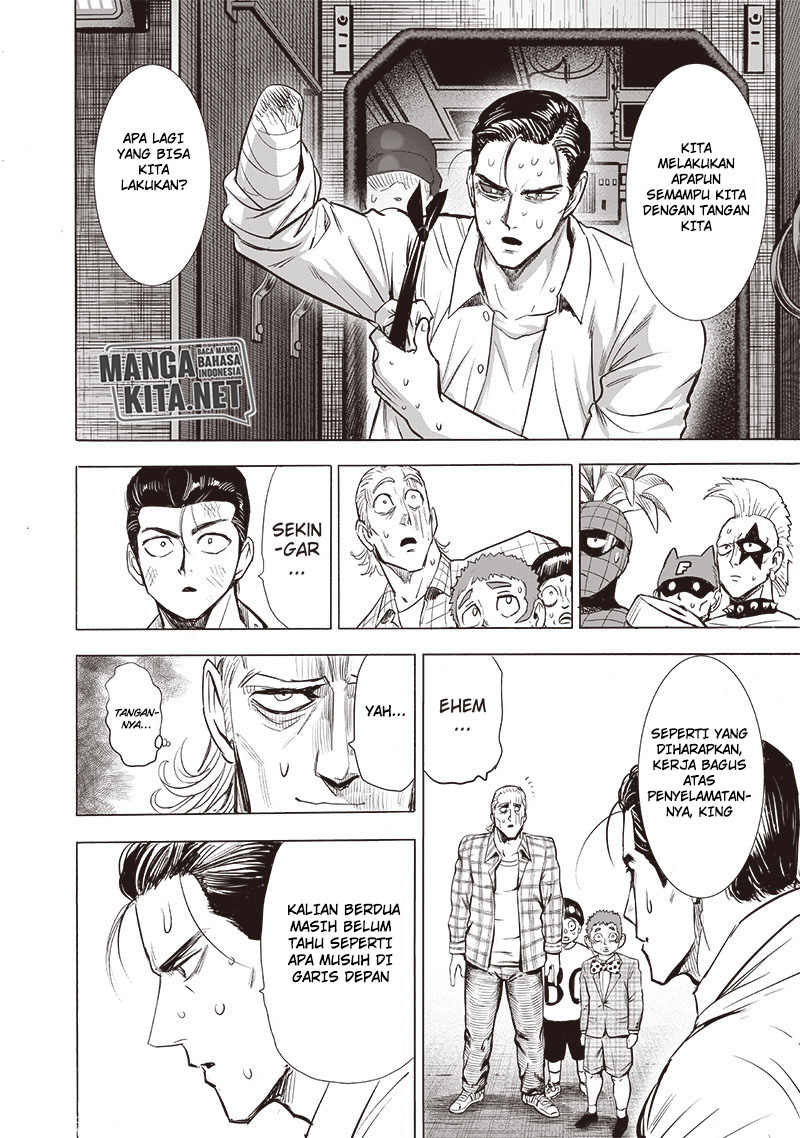 KITA
MELAKUKAN
APAPUN
SEMAMPU KITA
DENGAN TANGAN
KITA
APA LAGI
YANG BISA
KITA
LAKUKAN?
MANGA
KITA.NET
BACA MANGA
BAHASA
INDONESIA
F
SEKIN
-GAR
...
SEPERTI YANG
DIHARAPKAN,
KERJA BAGUS
ATAS
PENYELAMATAN-
NYA, KING
EHEM
...
BO
YAH...
TANGAN-
NYA...
KALIAN BERDUA
MASIH BELUM
TAHU SEPERTI
APA MUSUH DI
GARIS DEPAN